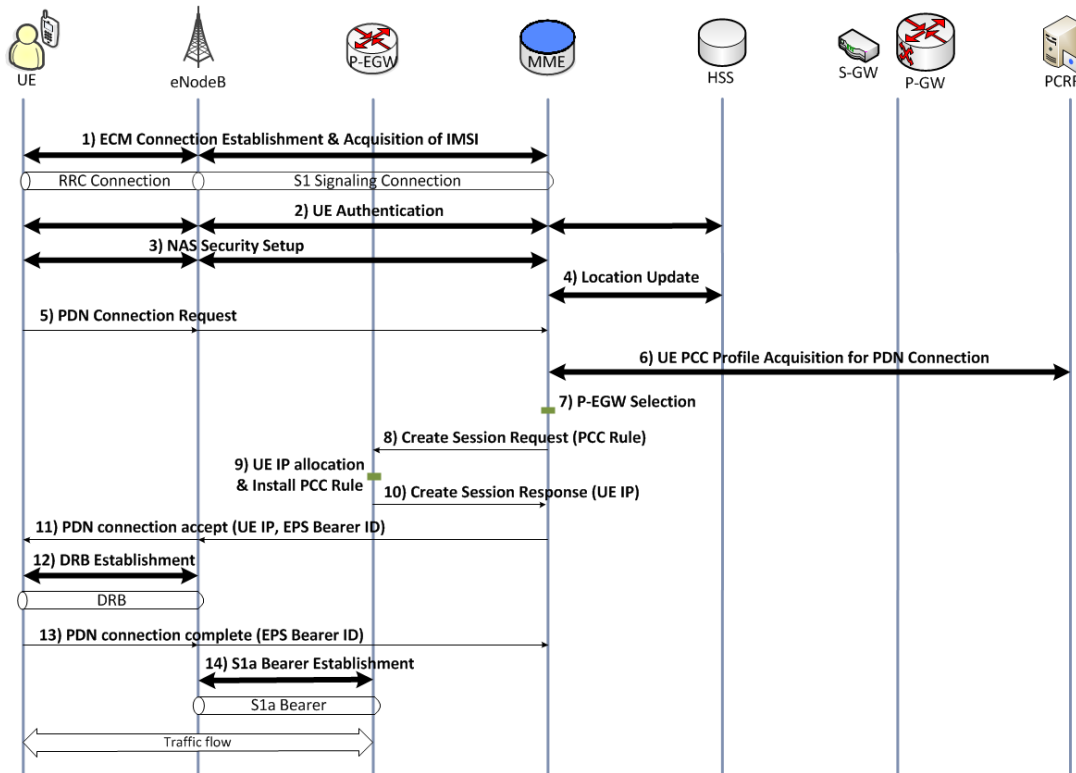 UE
eNodeB
P-EGW
MME
HSS
S-GW
P-GW
PCRF
1) ECM Connection Establishment & Acquisition of IMSI
RRC Connection
S1 Signaling Connection
2) UE Authentication
3) NAS Security Setup
4) Location Update
5) PDN Connection Request
6) UE PCC Profile Acquisition for PDN Connection
7) P-EGW Selection
8) Create Session Request (PCC Rule)
9) UE IP allocation
& Install PCC Rule
10) Create Session Response (UE IP)
11) PDN connection accept (UE IP, EPS Bearer ID)
12) DRB Establishment
DRB
13) PDN connection complete (EPS Bearer ID)
14) S1a Bearer Establishment
S1a Bearer
Traffic flow